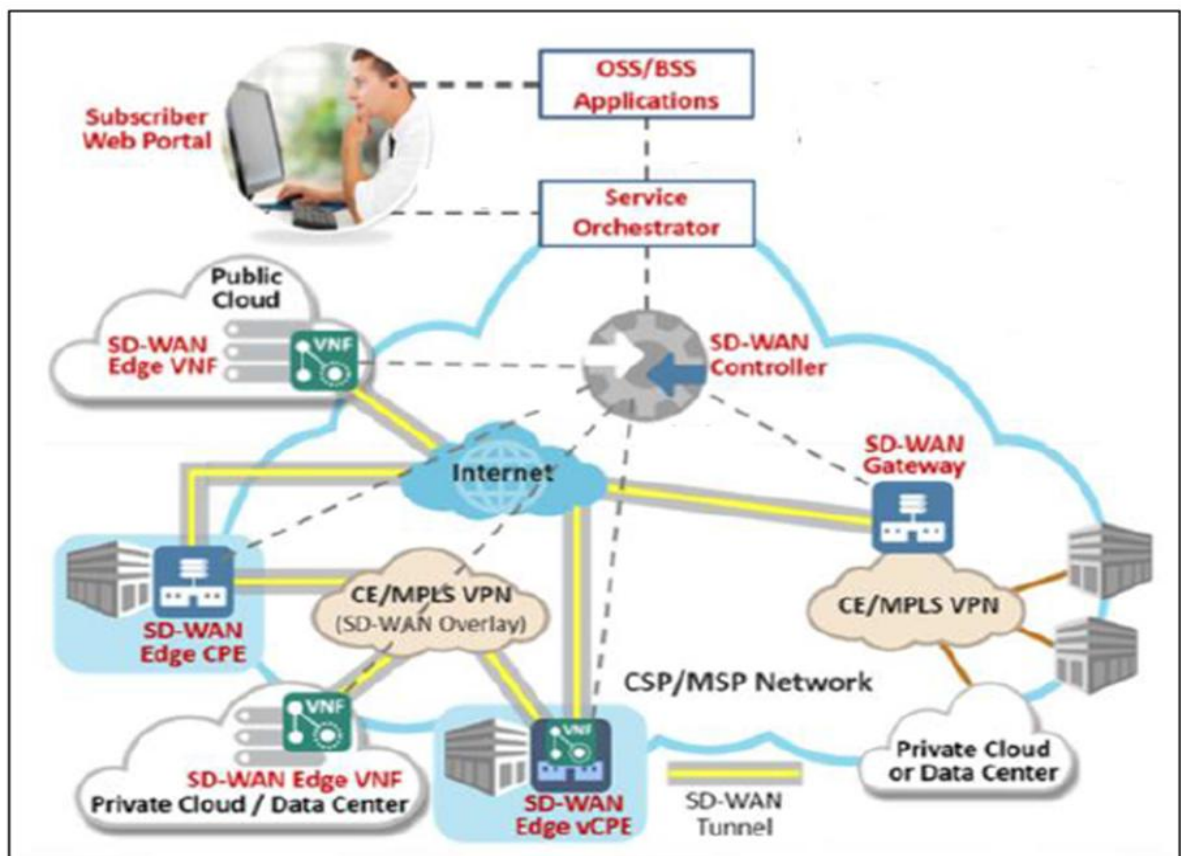 OSS/BSS
Applications
Subscriber
Web Portal
Service
Orchestrator
Public
Cloud
SD-WAN
Edge VNF
VNF
SD-WAN
Controller
SD-WAN
Gateway
Internet
CE/MPLS VPN
(SD-WAN Overlay)
CE/MPLS VPN
SD-WAN
Edge CPE
CSP/MSP Network
VNF
SD-WAN Edge VNF
Private Cloud / Data Center
VNF
SD-WAN
Edge vCPE
SD-WAN
Tunnel
Private Cloud
or Data Center